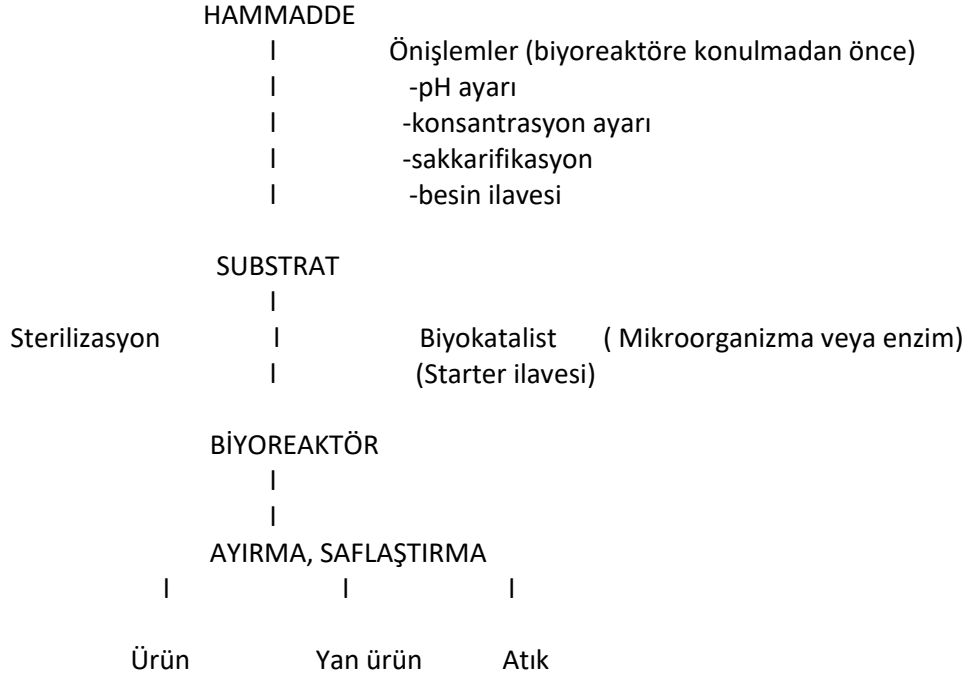 HAMMADDE
l Önişlemler (biyoreaktöre konulmadan önce)
l -pH ayarı
l -konsantrasyon ayarı
l -sakkarifikasyon
l -besin ilavesi
SUBSTRAT
l
Sterilizasyon l Biyokatalist ( Mikroorganizma veya enzim)
l (Starter ilavesi)
BİYOREAKTÖR
l
l
AYIRMA, SAFLAŞTIRMA
l l l
Ürün Yan ürün Atık